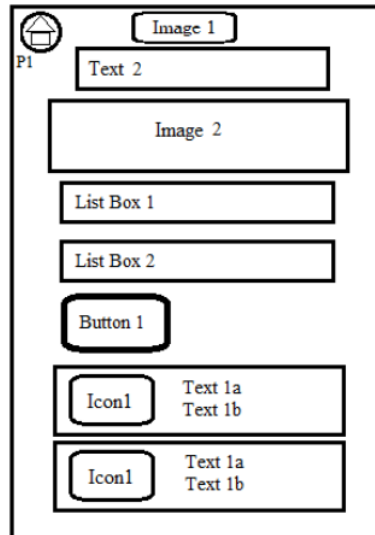 Image 1
P1
Text 2
Image 2
List Box 1
List Box 2
Button 1
Icon1
Text 1a
Text 1b
Icon1
Text 1a
Text 1b